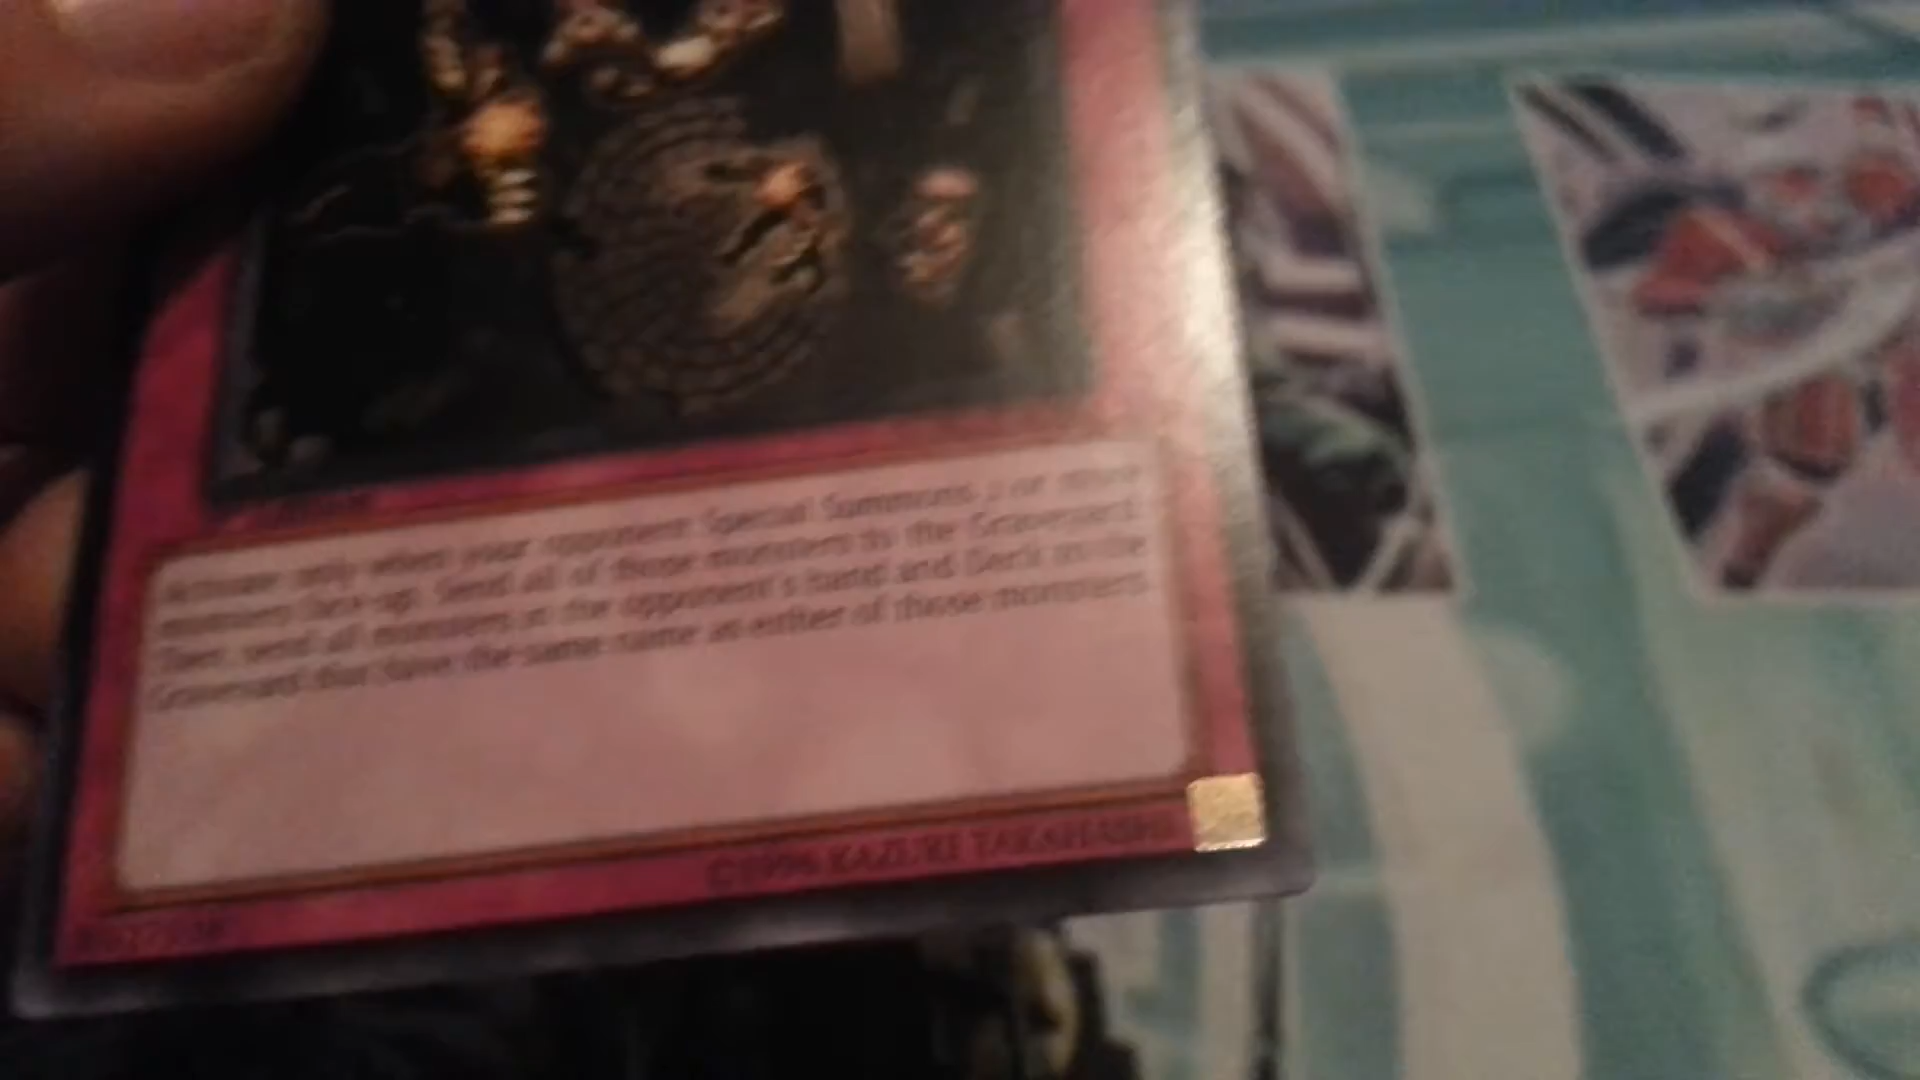 Activate only when your opponent Special Summons 2 or more
monsters face-up. Send all of those monsters to the Graveyard.
Then, send all monsters in the opponent's hand and Deck to the
Graveyard that have the same name as either of those monsters.
©1996 KAZUKI TAKAHASHI